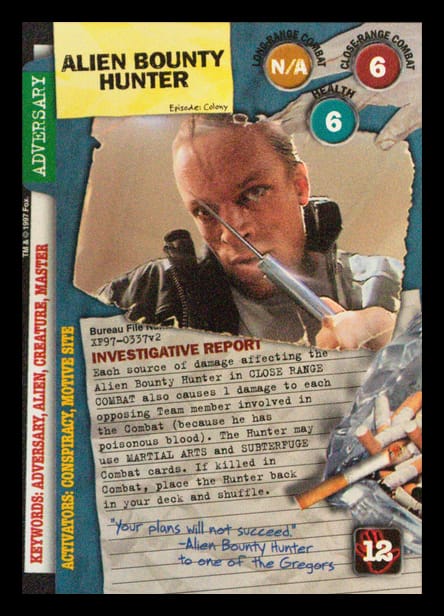 ALIEN BOUNTY
HUNTER
Episode: Colony
LONG-RANGE COMBAT
N/A
CLOSE-RANGE COMBAT
6
HEALTH
6
ADVERSARY
TM & © 1997 Fox.
KEYWORDS: ADVERSARY, ALIEN, CREATURE, MASTER
ACTIVATORS: CONSPIRACY, MOTIVE SITE
Bureau File
XF97-0337v2
INVESTIGATIVE REPORT
Each source of damage affecting the
Alien Bounty Hunter in CLOSE RANGE
COMBAT also causes 1 damage to each
opposing Team member involved in
the Combat (because he has
poisonous blood). The Hunter may
use MARTIAL ARTS and SUBTERFUGE
Combat cards. If killed in
Combat, place the Hunter back
in your deck and shuffle.
"Your plans will not succeed."
-Alien Bounty Hunter
to one of the Gregors
12